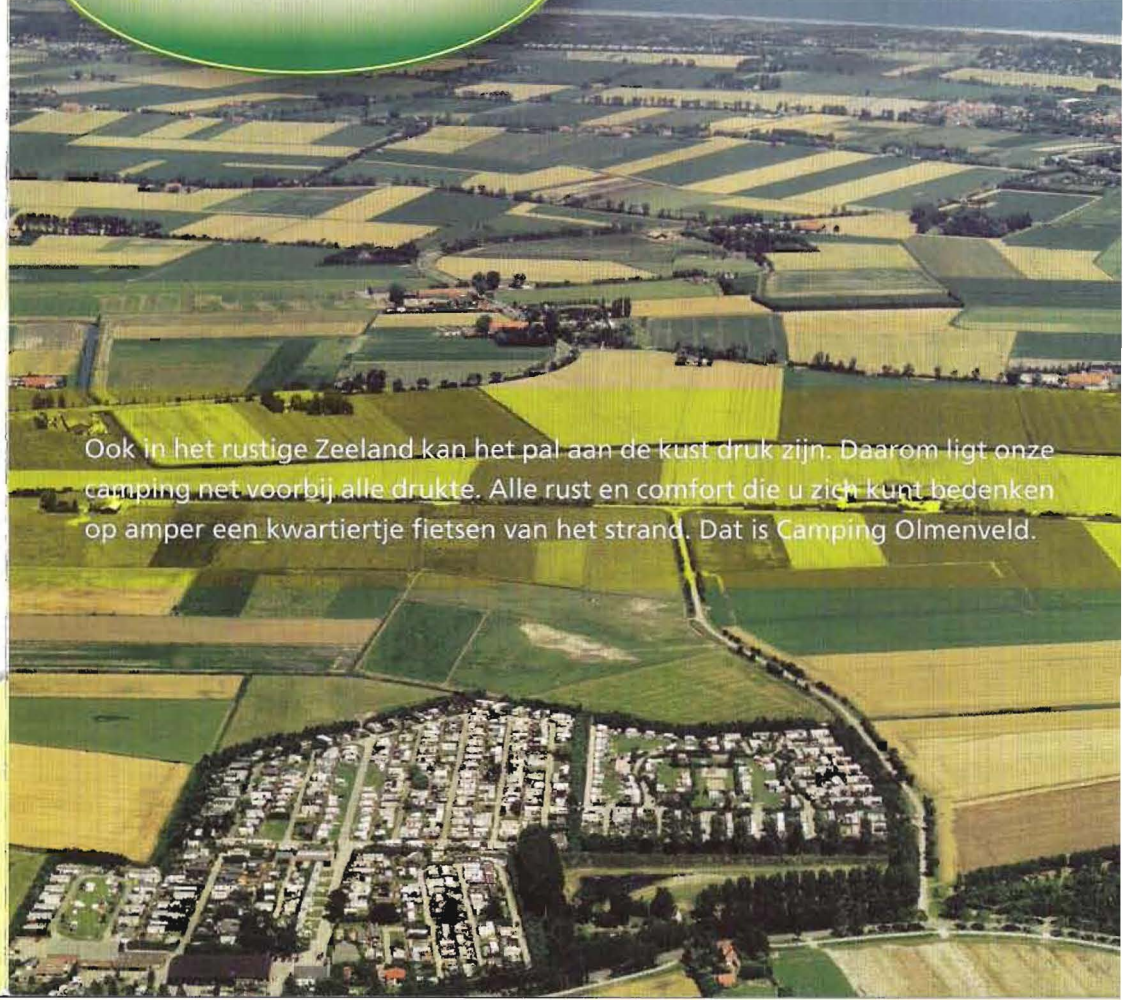 Ook in het rustige Zeeland kan het pal aan de kust druk zijn. Daarom ligt onze
camping net voorbij alle drukte. Alle rust en comfort die u zich kunt bedenken
op amper een kwartiertje fietsen van het strand. Dat is Camping Olmenveld.